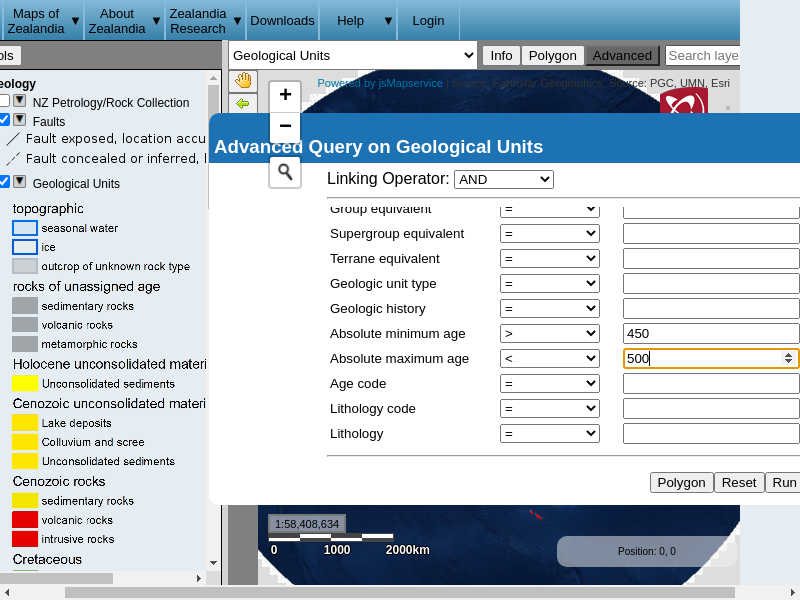 Maps of Zealandia ▼
About Zealandia ▼
Zealandia Research ▼
Downloads
Help ▼
Login
ols
Geological Units
Info
Polygon
Advanced
Search laye
eology
NZ Petrology/Rock Collection
Faults
Fault exposed, location accu
Fault concealed or inferred, l
Geological Units
topographic
seasonal water
ice
outcrop of unknown rock type
rocks of unassigned age
sedimentary rocks
volcanic rocks
metamorphic rocks
Holocene unconsolidated materi
Unconsolidated sediments
Cenozoic unconsolidated materi
Lake deposits
Colluvium and scree
Unconsolidated sediments
Cenozoic rocks
sedimentary rocks
volcanic rocks
intrusive rocks
Cretaceous
+
−
Powered by jsMapservice | Source: Earthstar Geographics, Source: PGC, UMN, Esri
Advanced Query on Geological Units
Linking Operator: AND
Group equivalent =
Supergroup equivalent =
Terrane equivalent =
Geologic unit type =
Geologic history =
Absolute minimum age > 450
Absolute maximum age < 500
Age code =
Lithology code =
Lithology =
Polygon
Reset
Run
1:58,408,634
0 1000 2000km
Position: 0, 0